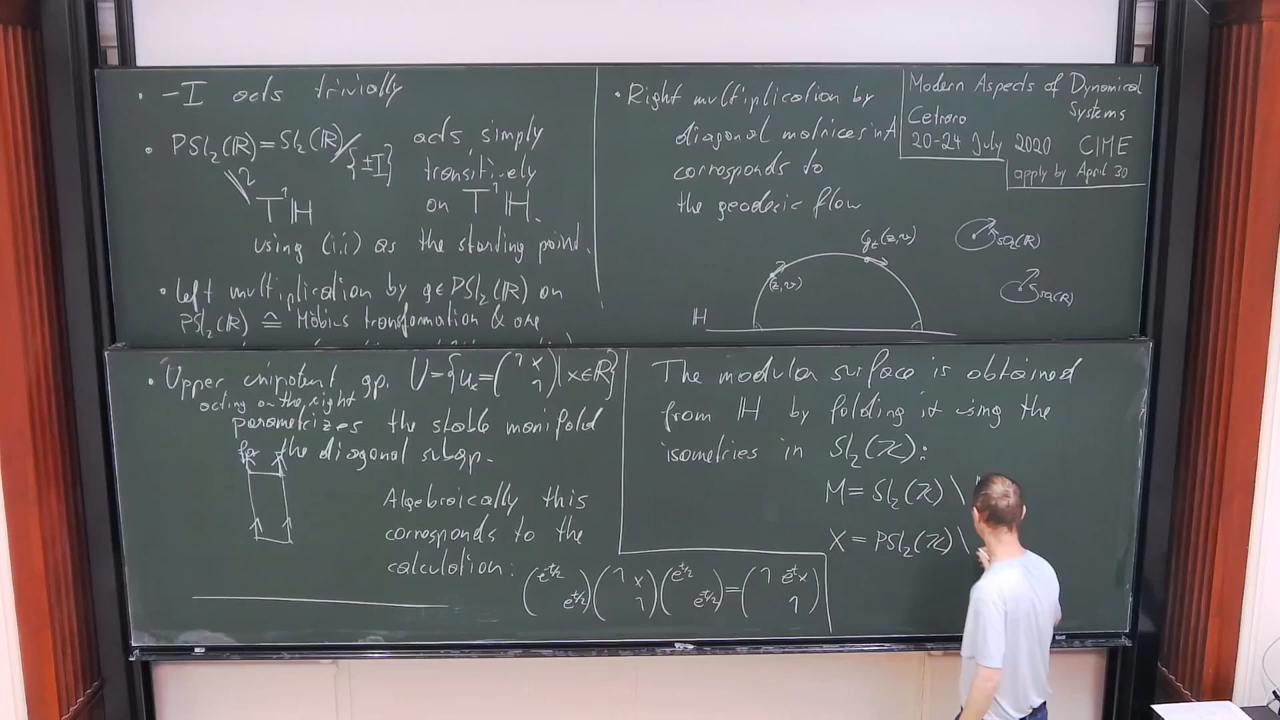 • -I acts trivially
• PSl₂(ℝ) = Sl₂(ℝ)/{±I} acts simply
transitively
T¹ℍ on T¹ℍ.
using (i,i) as the starting point.
• Left multiplication by g∈PSl₂(ℝ) on
PSl₂(ℝ) ≙ Möbius transformation & are
• Right multiplication by
diagonal matrices in A
corresponds to
the geodesic flow
Modern Aspects of Dynamical
Systems
Cetraro
20-24 July 2020 CIME
apply by April 30
g_t(z,v)
(z,v)
ℍ
SO₂(ℝ)
SO₂(ℝ)
• Upper unipotent gp. U={u_x=(1 x
1) | x∈ℝ}
acting on the right
parametrizes the stable manifold
for the diagonal subgp.
Algebraically this
corresponds to the
calculation:
(e^{-t/2}
e^{t/2})(1 x
1)(e^{t/2}
e^{-t/2})=(1 e^{-t}x
1)
The modular surface is obtained
from ℍ by folding it using the
isometries in Sl₂(ℤ):
M = Sl₂(ℤ) \
X = PSl₂(ℤ) \